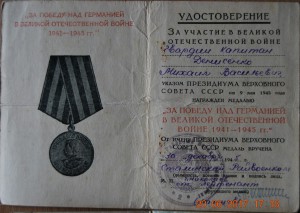 "ЗА ПОБЕДУ НАД ГЕРМАНИЕЙ
В ВЕЛИКОЙ ОТЕЧЕСТВЕННОЙ ВОЙНЕ
1941–1945 гг."
УДОСТОВЕРЕНИЕ
ЗА УЧАСТИЕ В ВЕЛИКОЙ
ОТЕЧЕСТВЕННОЙ ВОЙНЕ
Гвардии капитан
Денисенко
Михаил Васильевич
УКАЗОМ ПРЕЗИДИУМА ВЕРХОВНОГО
СОВЕТА СССР от 9 мая 1945 года
НАГРАЖДЕН МЕДАЛЬЮ
"ЗА ПОБЕДУ НАД ГЕРМАНИЕЙ
В ВЕЛИКОЙ ОТЕЧЕСТВЕННОЙ
ВОЙНЕ 1941–1945 гг."
От имени ПРЕЗИДИУМА ВЕРХОВНОГО
СОВЕТА СССР МЕДАЛЬ ВРУЧЕНА